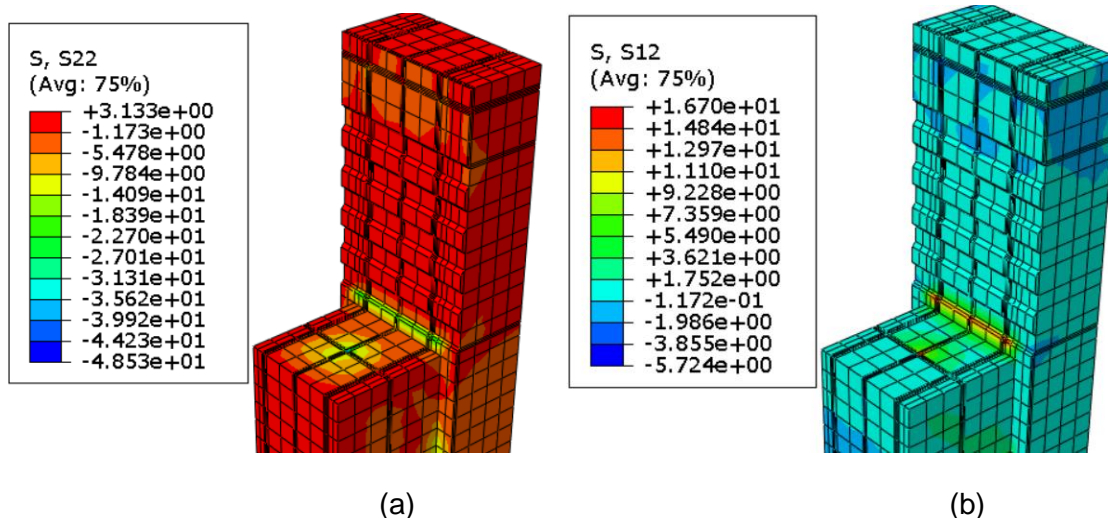 S, S22
(Avg: 75%)
+3.133e+00
-1.173e+00
-5.478e+00
-9.784e+00
-1.409e+01
-1.839e+01
-2.270e+01
-2.701e+01
-3.131e+01
-3.562e+01
-3.992e+01
-4.423e+01
-4.853e+01
S, S12
(Avg: 75%)
+1.670e+01
+1.484e+01
+1.297e+01
+1.110e+01
+9.228e+00
+7.359e+00
+5.490e+00
+3.621e+00
+1.752e+00
-1.172e-01
-1.986e+00
-3.855e+00
-5.724e+00
(a)
(b)